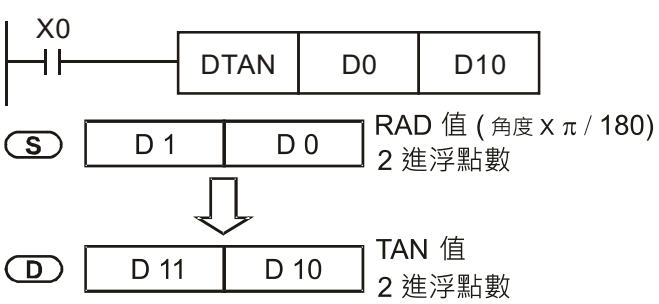 X0
DTAN D0 D10
S D 1 D 0 RAD 值 ( 角度 x π / 180)
2 進浮點數
D D 11 D 10 TAN 值
2 進浮點數